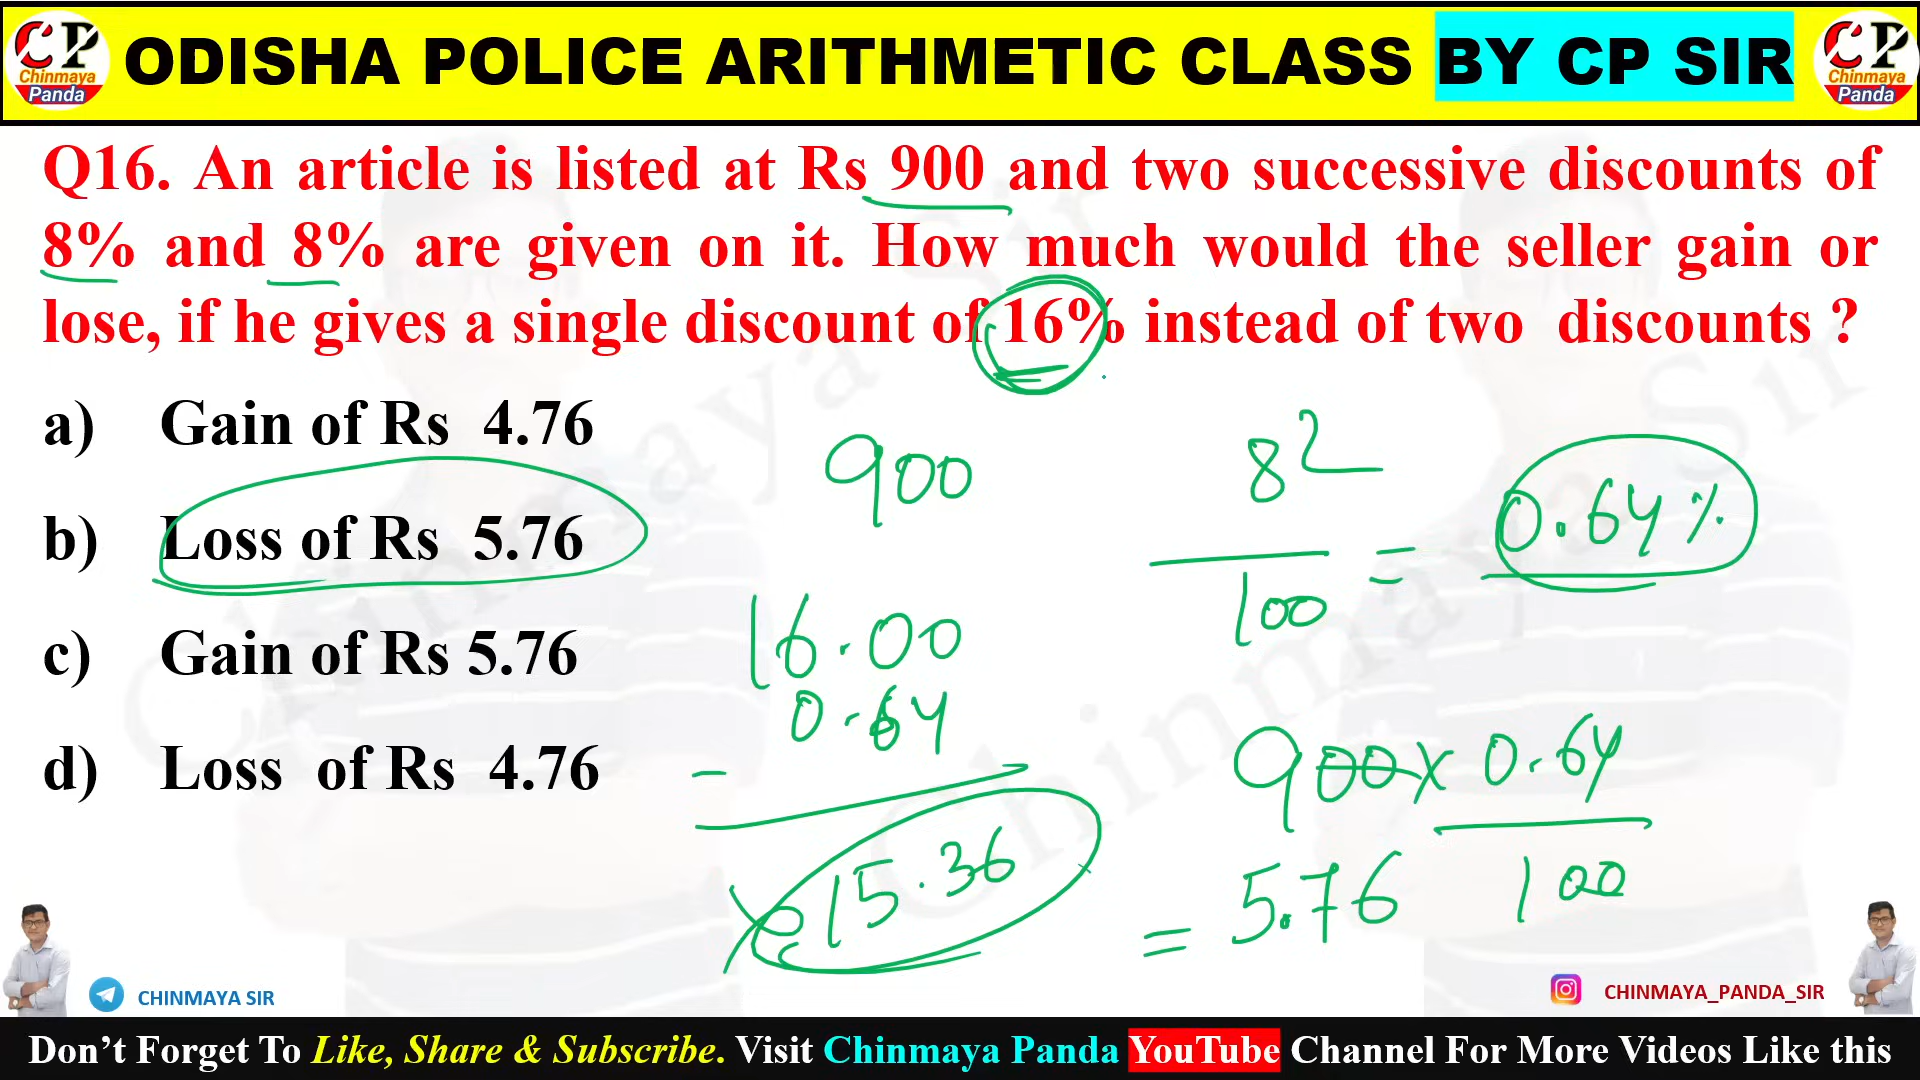 CP Chinmaya Panda
ODISHA POLICE ARITHMETIC CLASS BY CP SIR
CP Chinmaya Panda
Q16. An article is listed at Rs 900 and two successive discounts of
8% and 8% are given on it. How much would the seller gain or
lose, if he gives a single discount of 16% instead of two discounts ?
a) Gain of Rs 4.76
b) Loss of Rs 5.76
c) Gain of Rs 5.76
d) Loss of Rs 4.76
900
16.00
0.64
-
15.36
8²
100
= 0.64%
900 × 0.64
100
= 5.76
Chinmaya Sir
Chinmaya Sir
CHINMAYA SIR
CHINMAYA_PANDA_SIR
Don't Forget To Like, Share & Subscribe. Visit Chinmaya Panda YouTube Channel For More Videos Like this